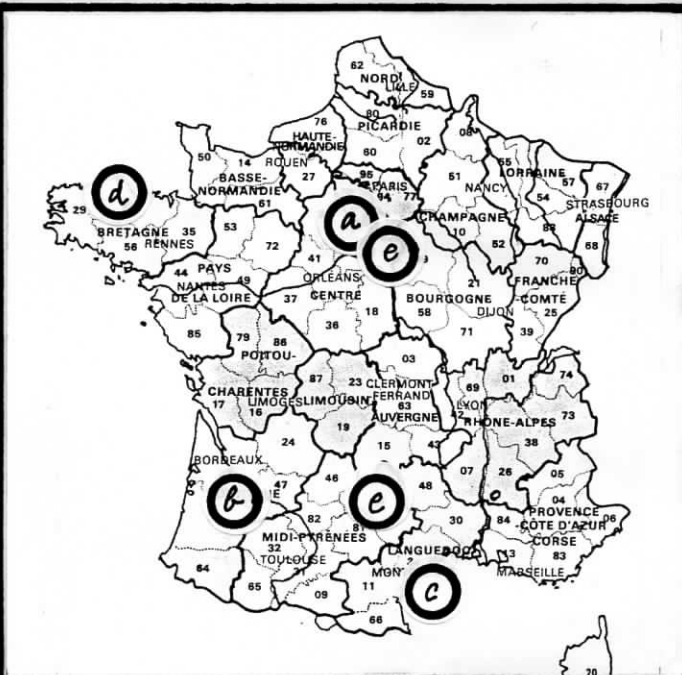 62
NORD
LILLE
59
80
76
PICARDIE
02
08
HAUTE-
NORMANDIE
60
50
14
ROUEN
BASSE-
NORMANDIE
27
95
PARIS
77
51
55
LORRAINE
57
67
NANCY
54
STRASBOURG
ALSACE
d
29
61
a
CHAMPAGNE
10
52
88
68
BRETAGNE
35
RENNES
56
53
72
e
41
ORLÉANS
70
90
FRANCHE-
COMTÉ
25
44
PAYS
NANTES
49
DE LA LOIRE
37
CENTRE
21
BOURGOGNE
58
DIJON
18
36
71
39
85
79
86
POITOU-
CHARENTES
17
16
03
87
23
CLERMONT
FERRAND
LIMOGES
LIMOUSIN
63
AUVERGNE
69
01
74
LYON
42
73
RHÔNE-ALPES
38
19
24
15
43
BORDEAUX
07
26
05
b
47
46
e
48
04
PROVENCE
-CÔTE D'AZUR
06
CORSE
82
81
30
84
MIDI-PYRÉNÉES
32
TOULOUSE
LANGUEDOC
13
83
MARSEILLE
64
65
31
09
11
MON
c
66
20